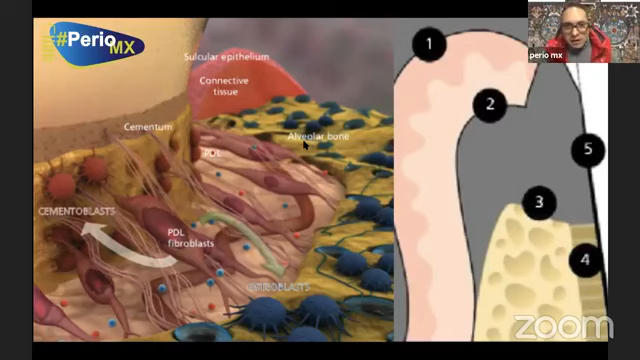 #Perio
MX
Sulcular epithelium
Connective
tissue
Cementum
Alveolar bone
PDL
CEMENTOBLASTS
PDL
fibroblasts
OSTEOBLASTS
1
2
3
4
5
perio mx
zoom